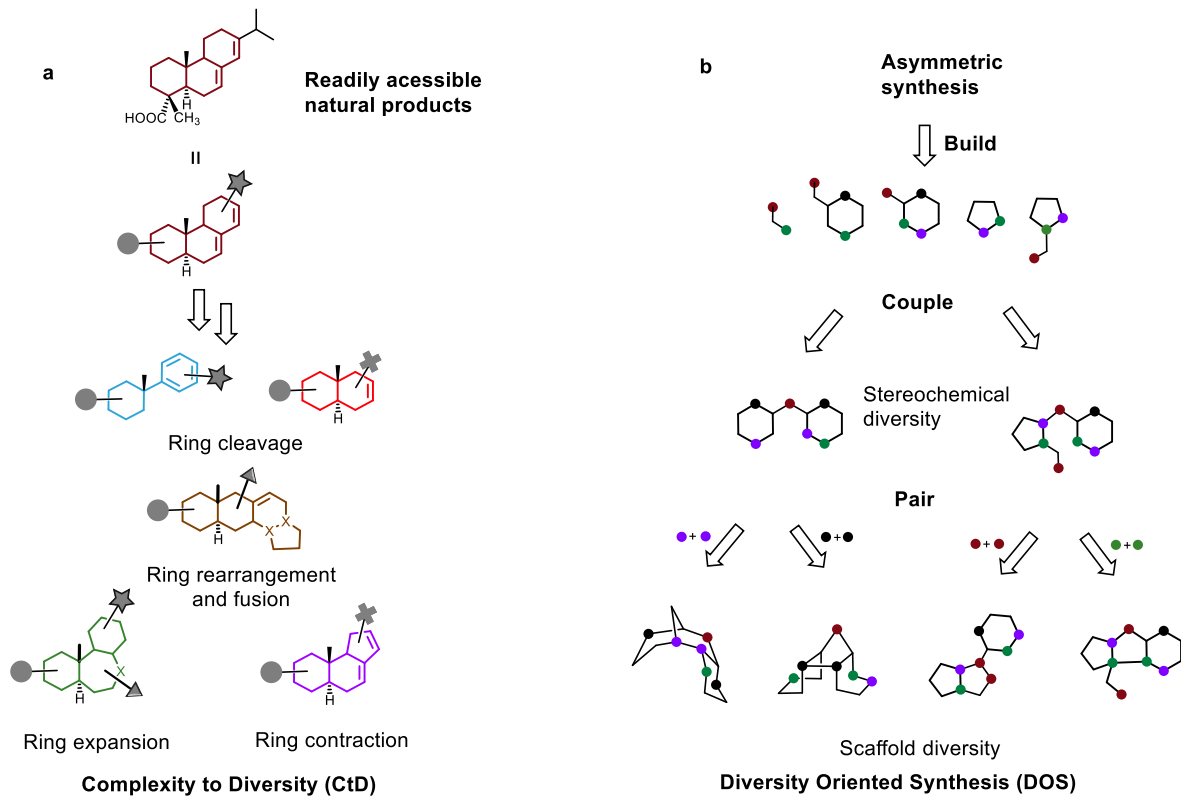 a
Readily acessible
natural products
H
HOOC CH3
=
H
Ring cleavage
H
X X
H
Ring rearrangement
and fusion
X
H
H
Ring expansion
Ring contraction
Complexity to Diversity (CtD)
b
Asymmetric
synthesis
Build
Couple
Stereochemical
diversity
Pair
+
+
+
+
Scaffold diversity
Diversity Oriented Synthesis (DOS)